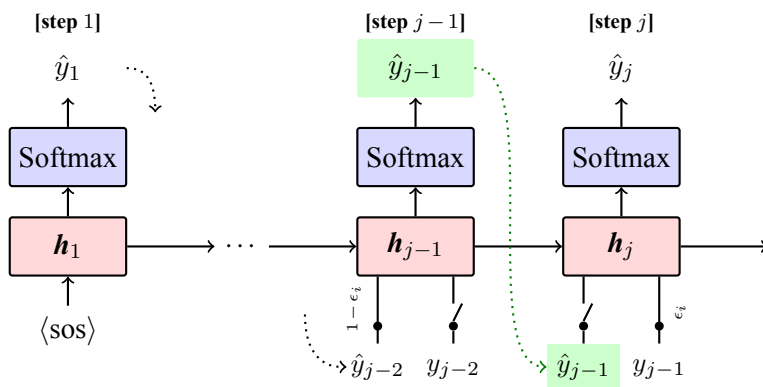 [step 1] [step j − 1] [step j]
ŷ₁ ŷⱼ₋₁ ŷⱼ
Softmax Softmax Softmax
h₁ ··· hⱼ₋₁ hⱼ
1 − ϵᵢ ϵᵢ
⟨sos⟩ ŷⱼ₋₂ yⱼ₋₂ ŷⱼ₋₁ yⱼ₋₁